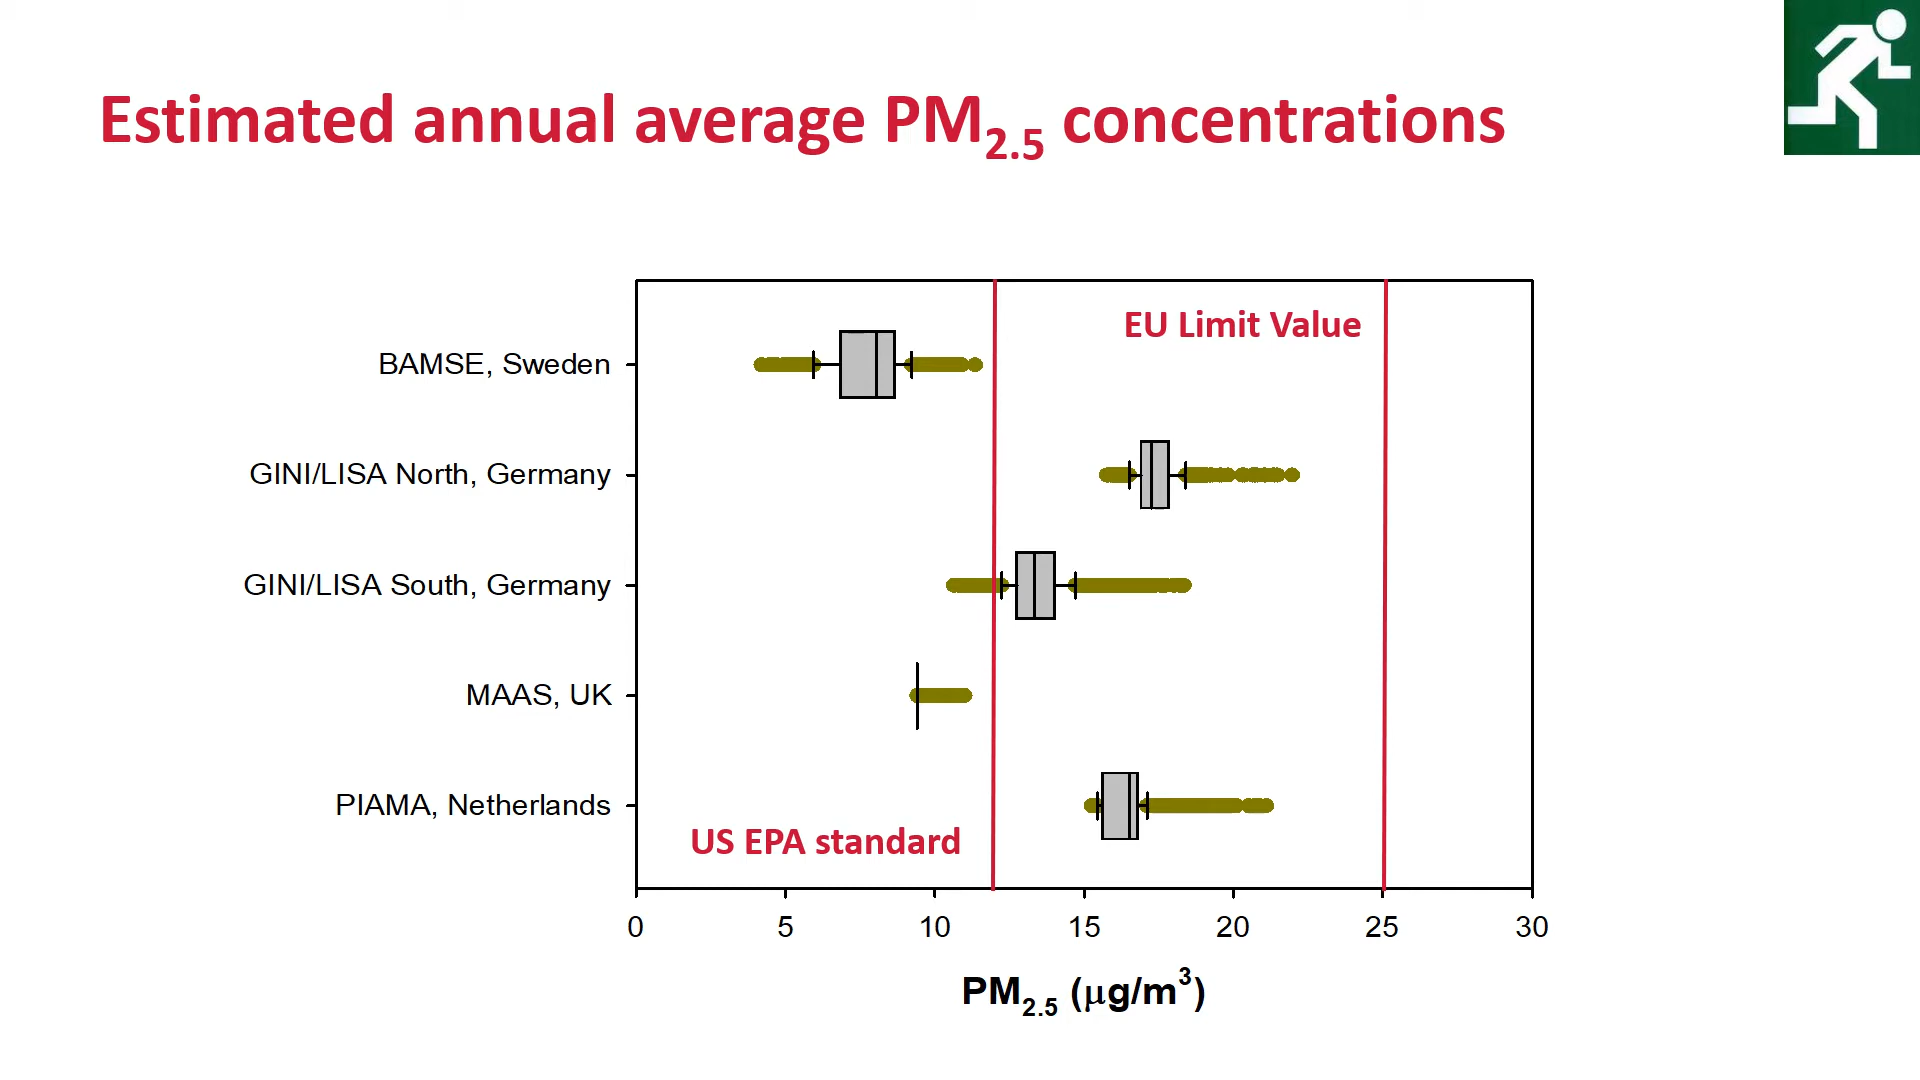 Estimated annual average PM2.5 concentrations
EU Limit Value
BAMSE, Sweden
GINI/LISA North, Germany
GINI/LISA South, Germany
MAAS, UK
PIAMA, Netherlands
US EPA standard
0 5 10 15 20 25 30
PM2.5 (μg/m3)